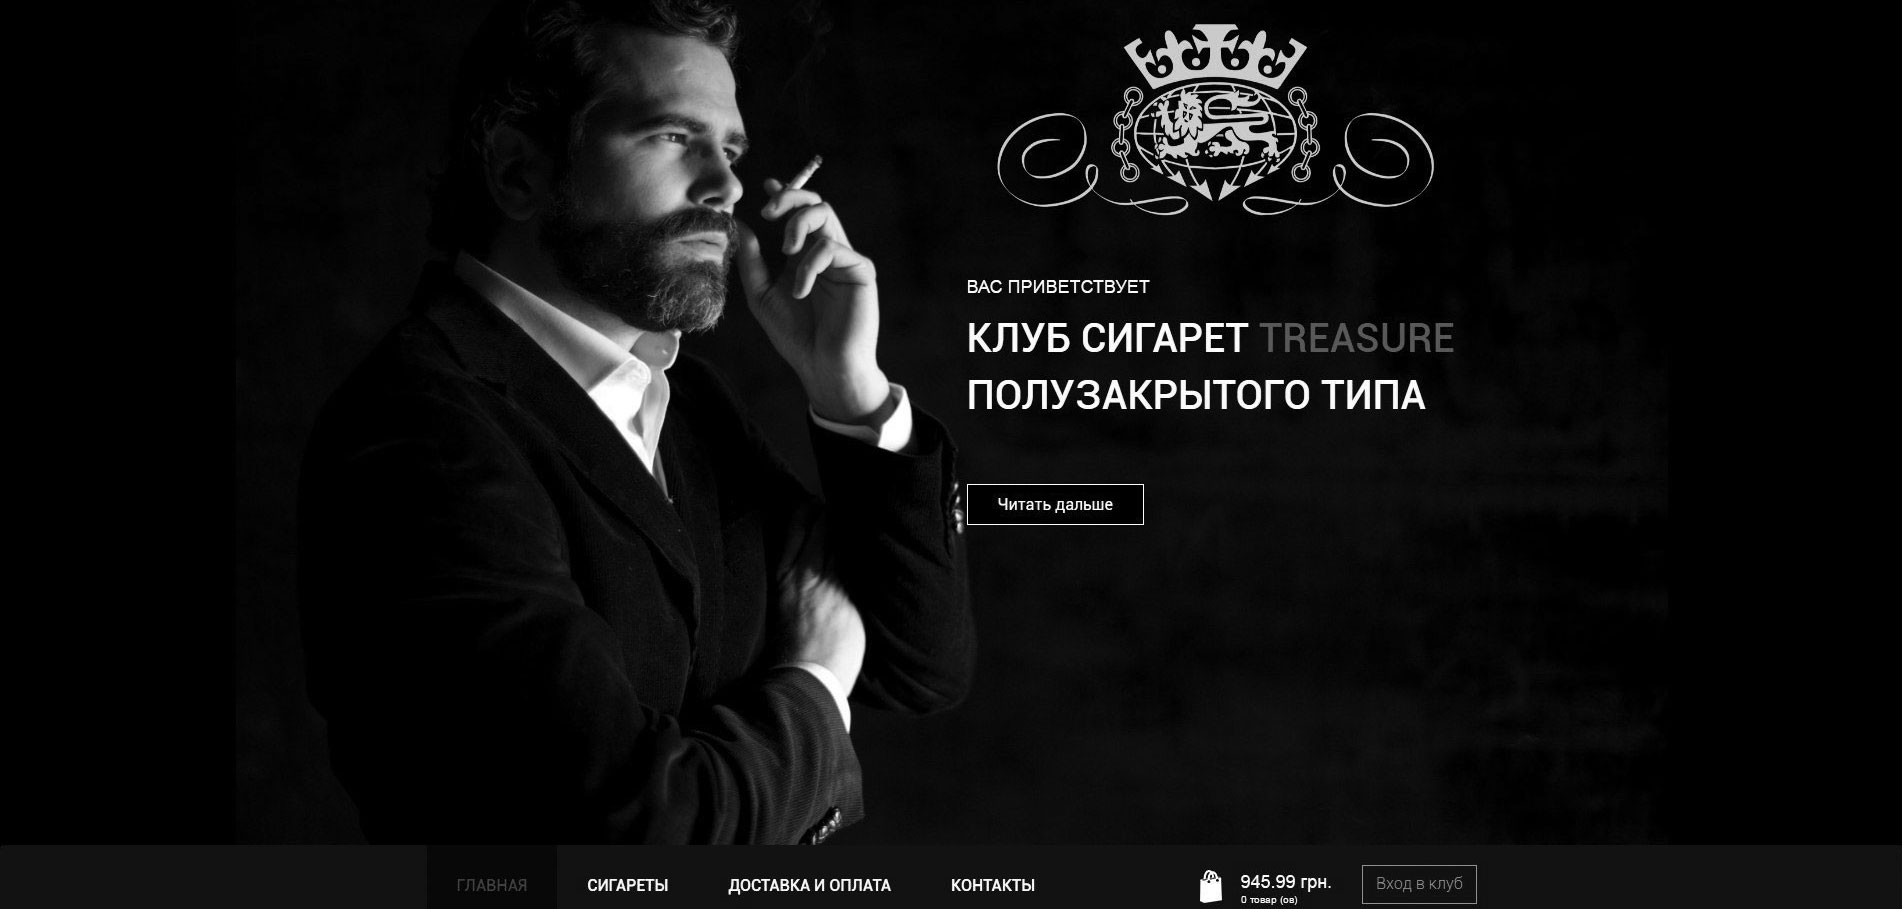 ВАС ПРИВЕТСТВУЕТ
КЛУБ СИГАРЕТ TREASURE
ПОЛУЗАКРЫТОГО ТИПА
Читать дальше
ГЛАВНАЯ
СИГАРЕТЫ
ДОСТАВКА И ОПЛАТА
КОНТАКТЫ
945.99 грн.
0 товар (ов)
Вход в клуб